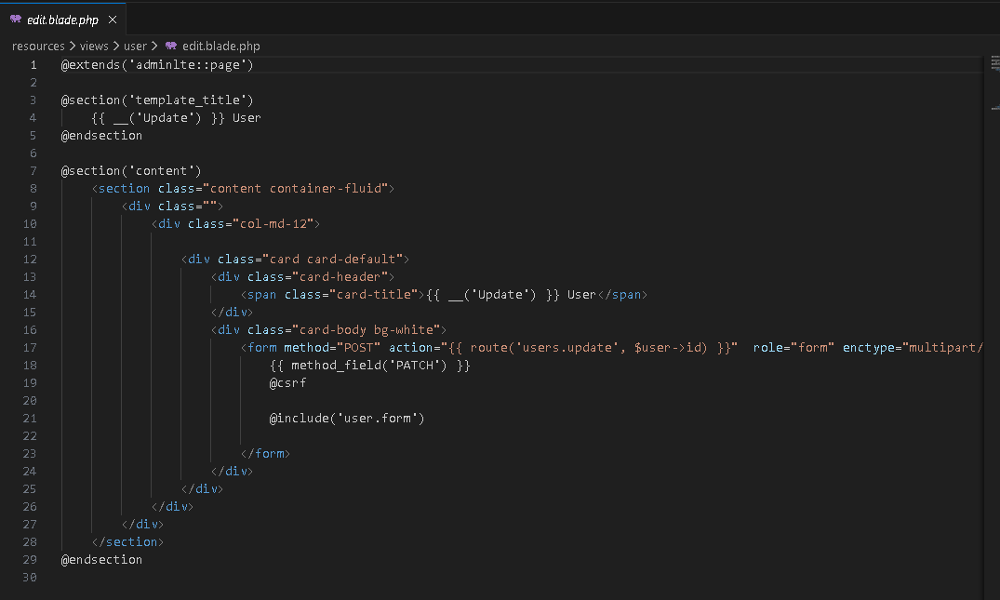 edit.blade.php
resources > views > user > edit.blade.php
1 @extends('adminlte::page')
2
3 @section('template_title')
4 {{ __('Update') }} User
5 @endsection
6
7 @section('content')
8 <section class="content container-fluid">
9 <div class="">
10 <div class="col-md-12">
11
12 <div class="card card-default">
13 <div class="card-header">
14 <span class="card-title">{{ __('Update') }} User</span>
15 </div>
16 <div class="card-body bg-white">
17 <form method="POST" action="{{ route('users.update', $user->id) }}"  role="form" enctype="multipart/
18 {{ method_field('PATCH') }}
19 @csrf
20
21 @include('user.form')
22
23 </form>
24 </div>
25 </div>
26 </div>
27 </div>
28 </section>
29 @endsection
30